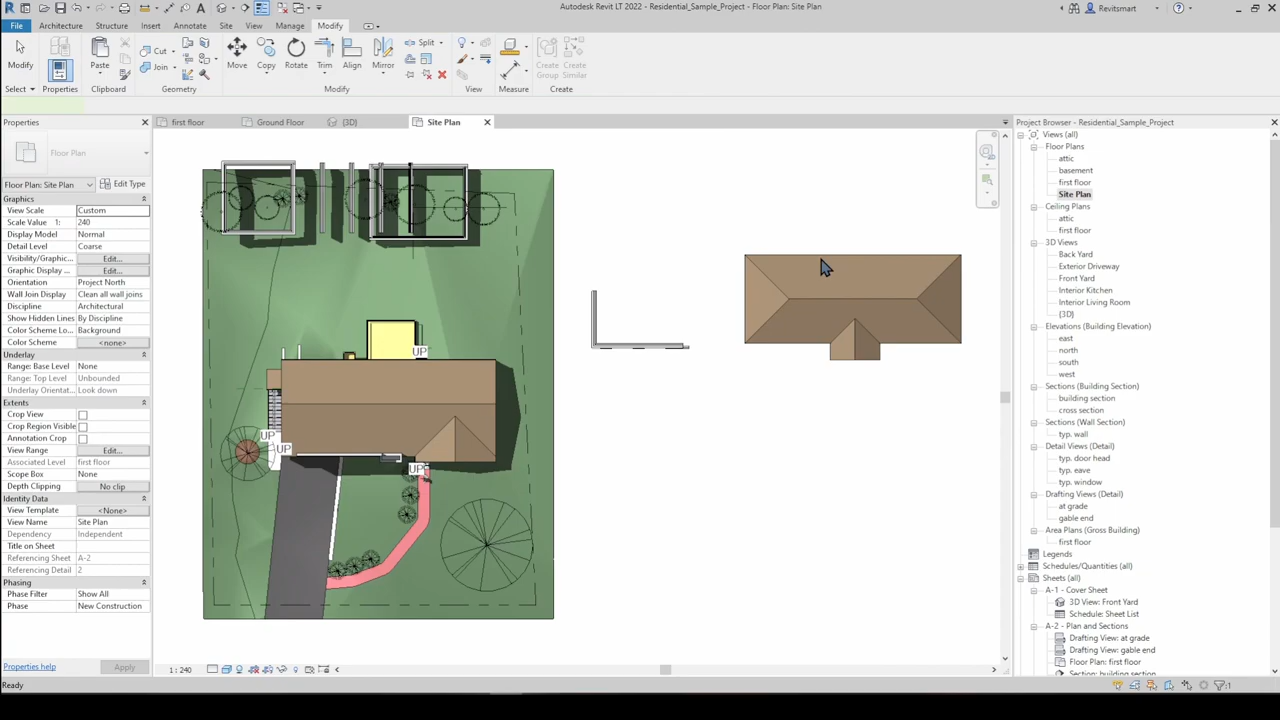 Autodesk Revit LT 2022 - Residential_Sample_Project - Floor Plan: Site Plan
Revitsmart
File Architecture Structure Insert Annotate Site View Manage Modify
Modify
Properties
Paste
Cut
Join
Move
Copy
Rotate
Trim
Align
Mirror
Split
Create
Group
Create
Similar
Select Properties Clipboard Geometry Modify View Measure Create
Properties
Floor Plan
Floor Plan: Site Plan Edit Type
Graphics
View Scale Custom
Scale Value 1: 240
Display Model Normal
Detail Level Coarse
Visibility/Graphic... Edit...
Graphic Display ... Edit...
Orientation Project North
Wall Join Display Clean all wall joins
Discipline Architectural
Show Hidden Lines By Discipline
Color Scheme Lo... Background
Color Scheme <none>
Underlay
Range: Base Level None
Range: Top Level Unbounded
Underlay Orientat... Look down
Extents
Crop View
Crop Region Visible
Annotation Crop
View Range Edit...
Associated Level first floor
Scope Box None
Depth Clipping No clip
Identity Data
View Template <None>
View Name Site Plan
Dependency Independent
Title on Sheet
Referencing Sheet A-2
Referencing Detail 2
Phasing
Phase Filter Show All
Phase New Construction
Properties help Apply
Ready
first floor Ground Floor {3D} Site Plan
UP
UP
UP
UP
1 : 240
Project Browser - Residential_Sample_Project
Views (all)
Floor Plans
attic
basement
first floor
Site Plan
Ceiling Plans
attic
first floor
3D Views
Back Yard
Exterior Driveway
Front Yard
Interior Kitchen
Interior Living Room
{3D}
Elevations (Building Elevation)
east
north
south
west
Sections (Building Section)
building section
cross section
Sections (Wall Section)
typ. wall
Detail Views (Detail)
typ. door head
typ. eave
typ. window
Drafting Views (Detail)
at grade
gable end
Area Plans (Gross Building)
first floor
Legends
Schedules/Quantities (all)
Sheets (all)
A-1 - Cover Sheet
3D View: Front Yard
Schedule: Sheet List
A-2 - Plan and Sections
Drafting View: at grade
Drafting View: gable end
Floor Plan: first floor
Section: building section
:1